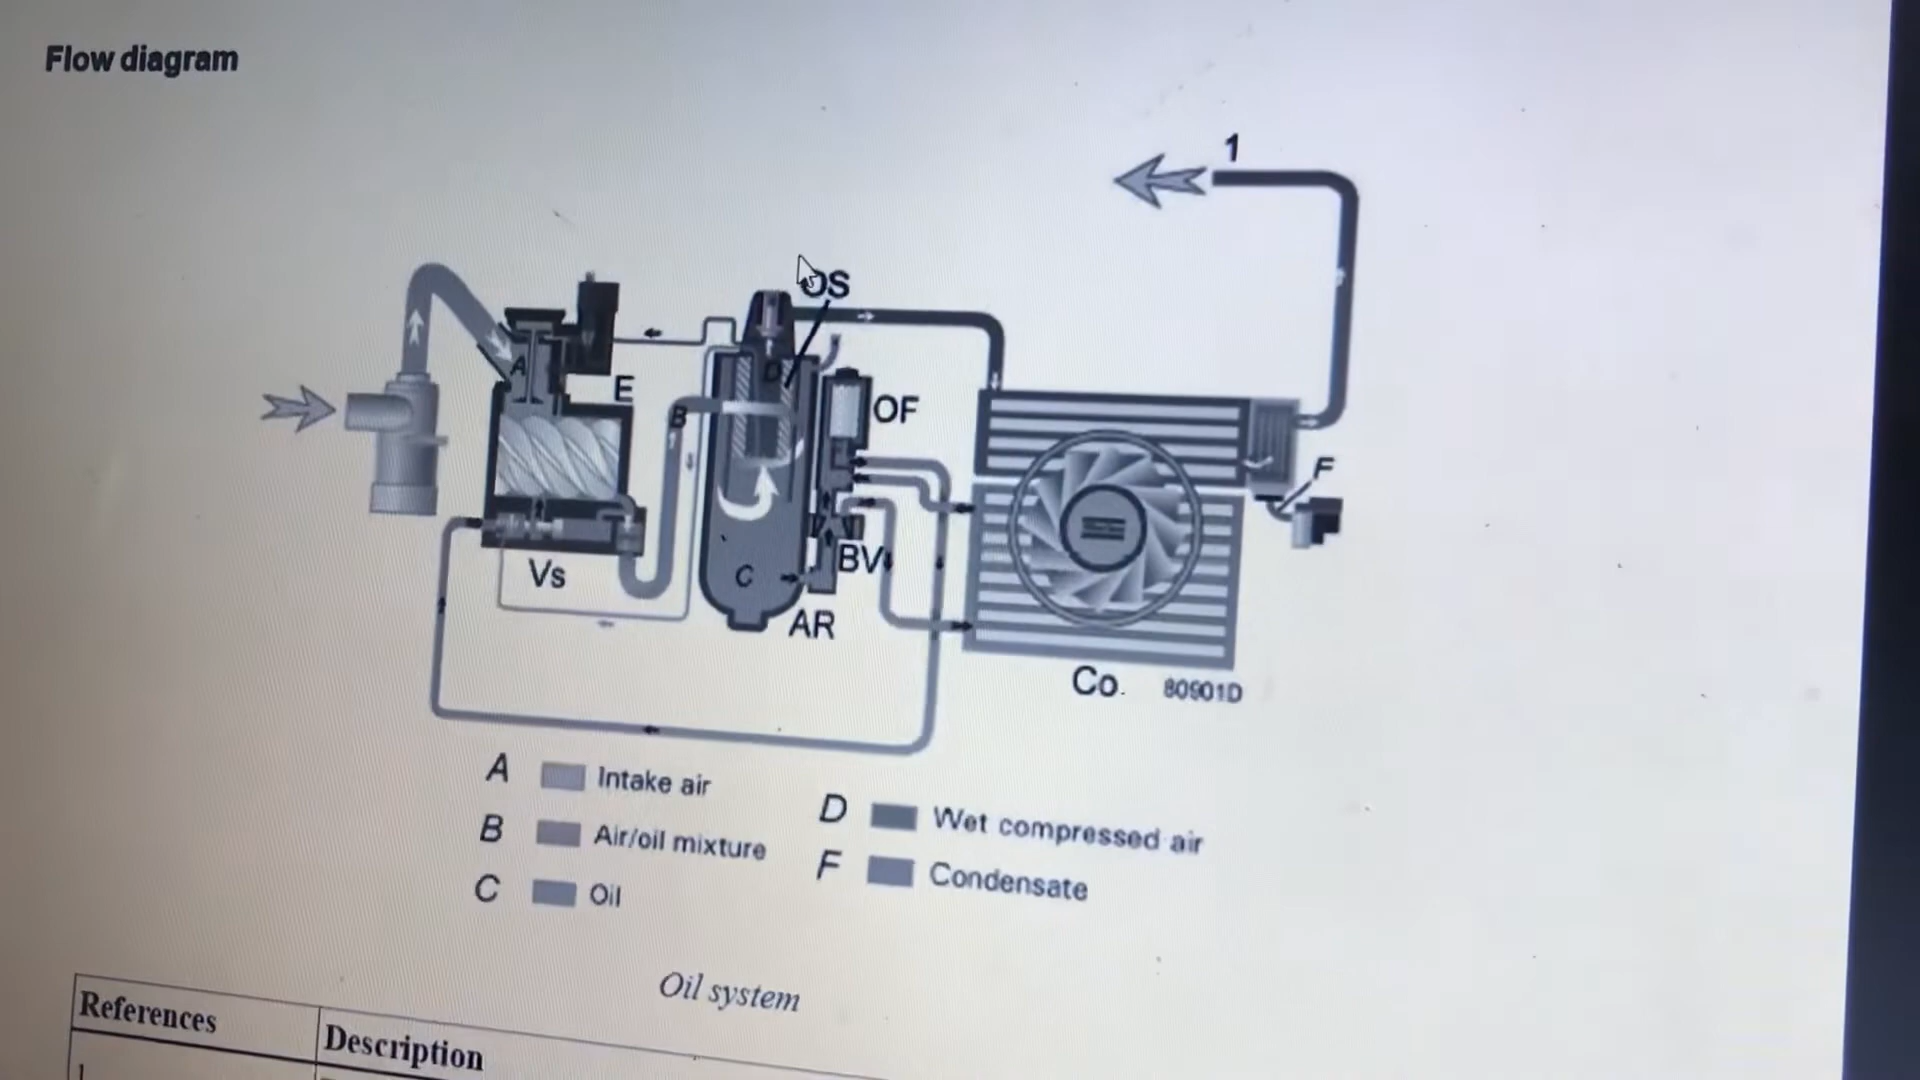 Flow diagram
1
OS
A
E
D
B
OF
F
Vs
BV
C
AR
Co.
80901D
A Intake air
B Air/oil mixture
C Oil
D Wet compressed air
F Condensate
Oil system
References Description
1